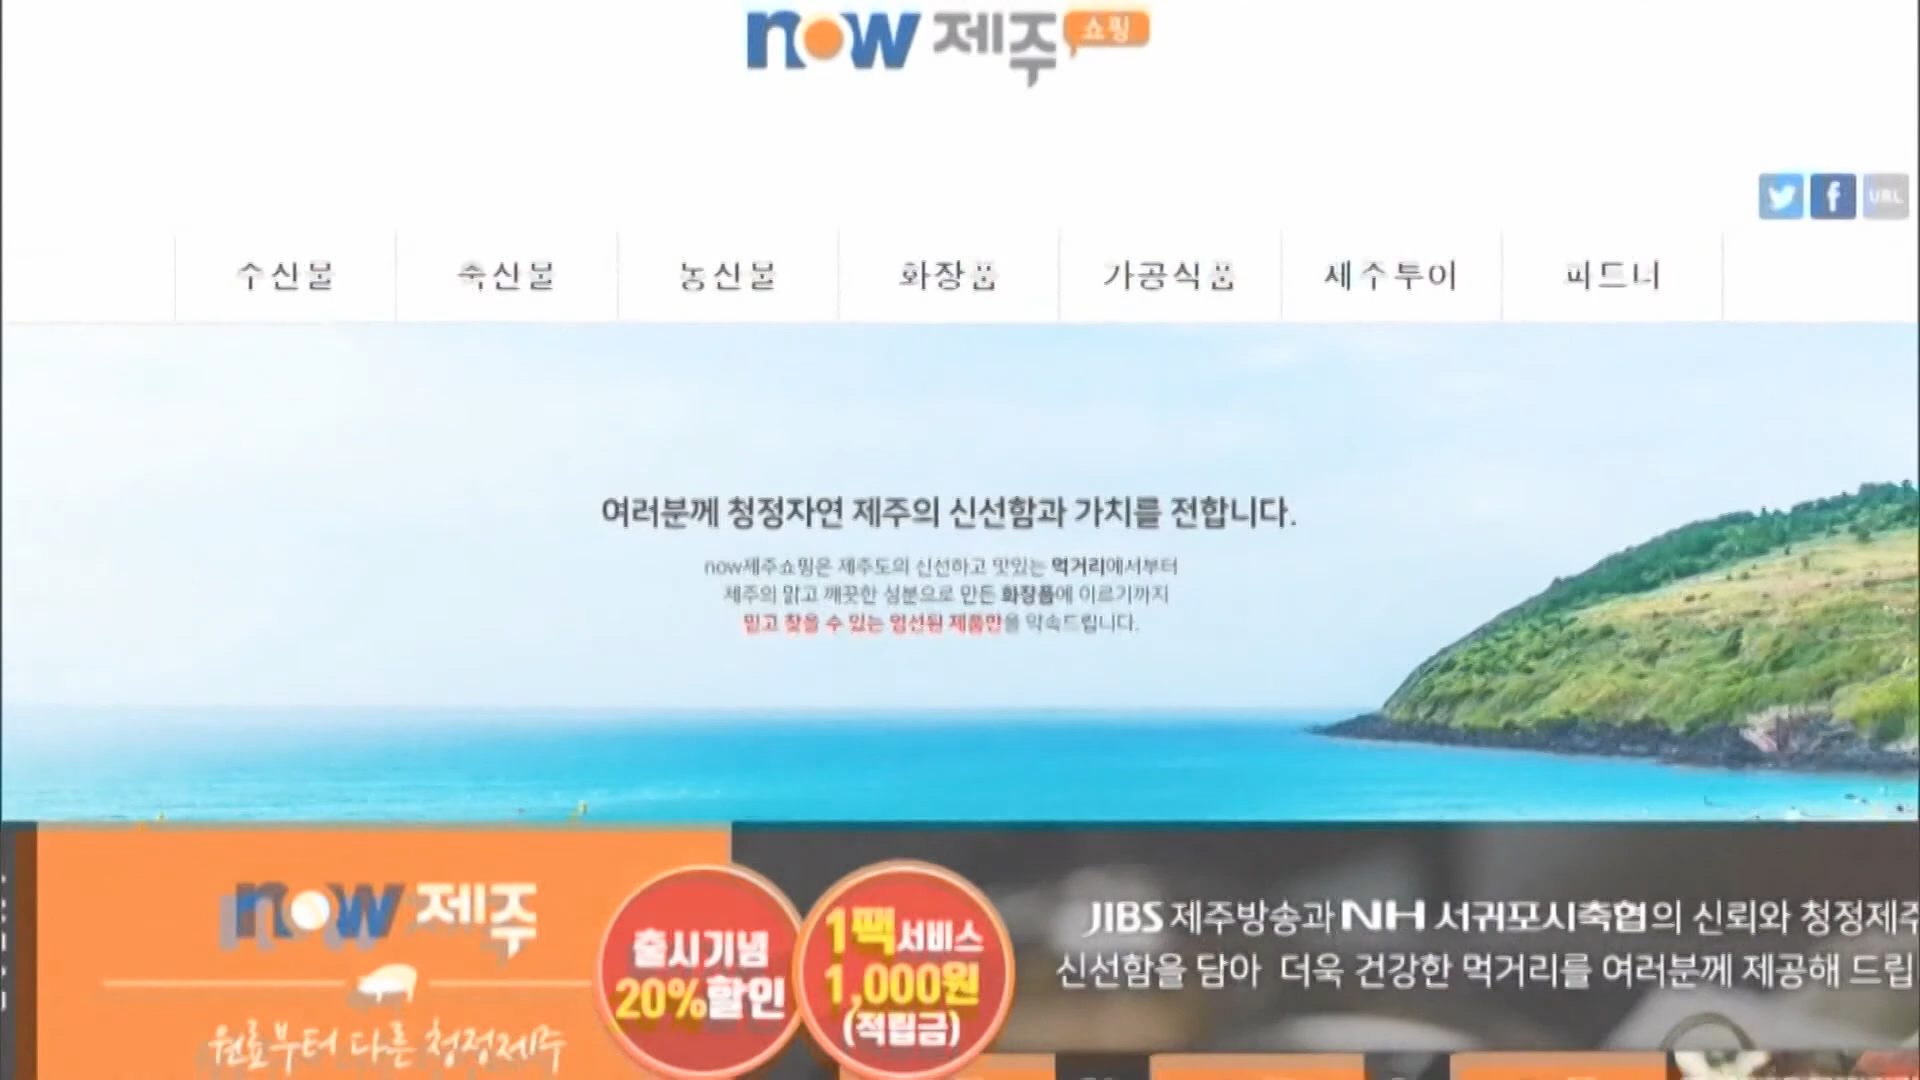 now 제주 쇼핑
URL
수산물 축산물 농산물 화장품 가공식품 제주투어 피드너
여러분께 청정자연 제주의 신선함과 가치를 전합니다.
now제주쇼핑은 제주도의 신선하고 맛있는 먹거리에서부터
제주의 맑고 깨끗한 성분으로 만든 화장품에 이르기까지
믿고 찾을 수 있는 엄선된 제품만을 약속드립니다.
now 제주
원료부터 다른 청정제주
출시기념
20%할인
1팩서비스
1,000원
(적립금)
JIBS 제주방송과 NH 서귀포시축협의 신뢰와 청정제주
신선함을 담아 더욱 건강한 먹거리를 여러분께 제공해 드립